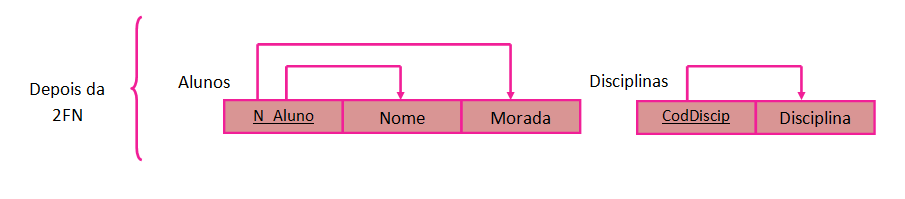 Depois da
2FN
Alunos
N_Aluno
Nome
Morada
Disciplinas
CodDiscip
Disciplina